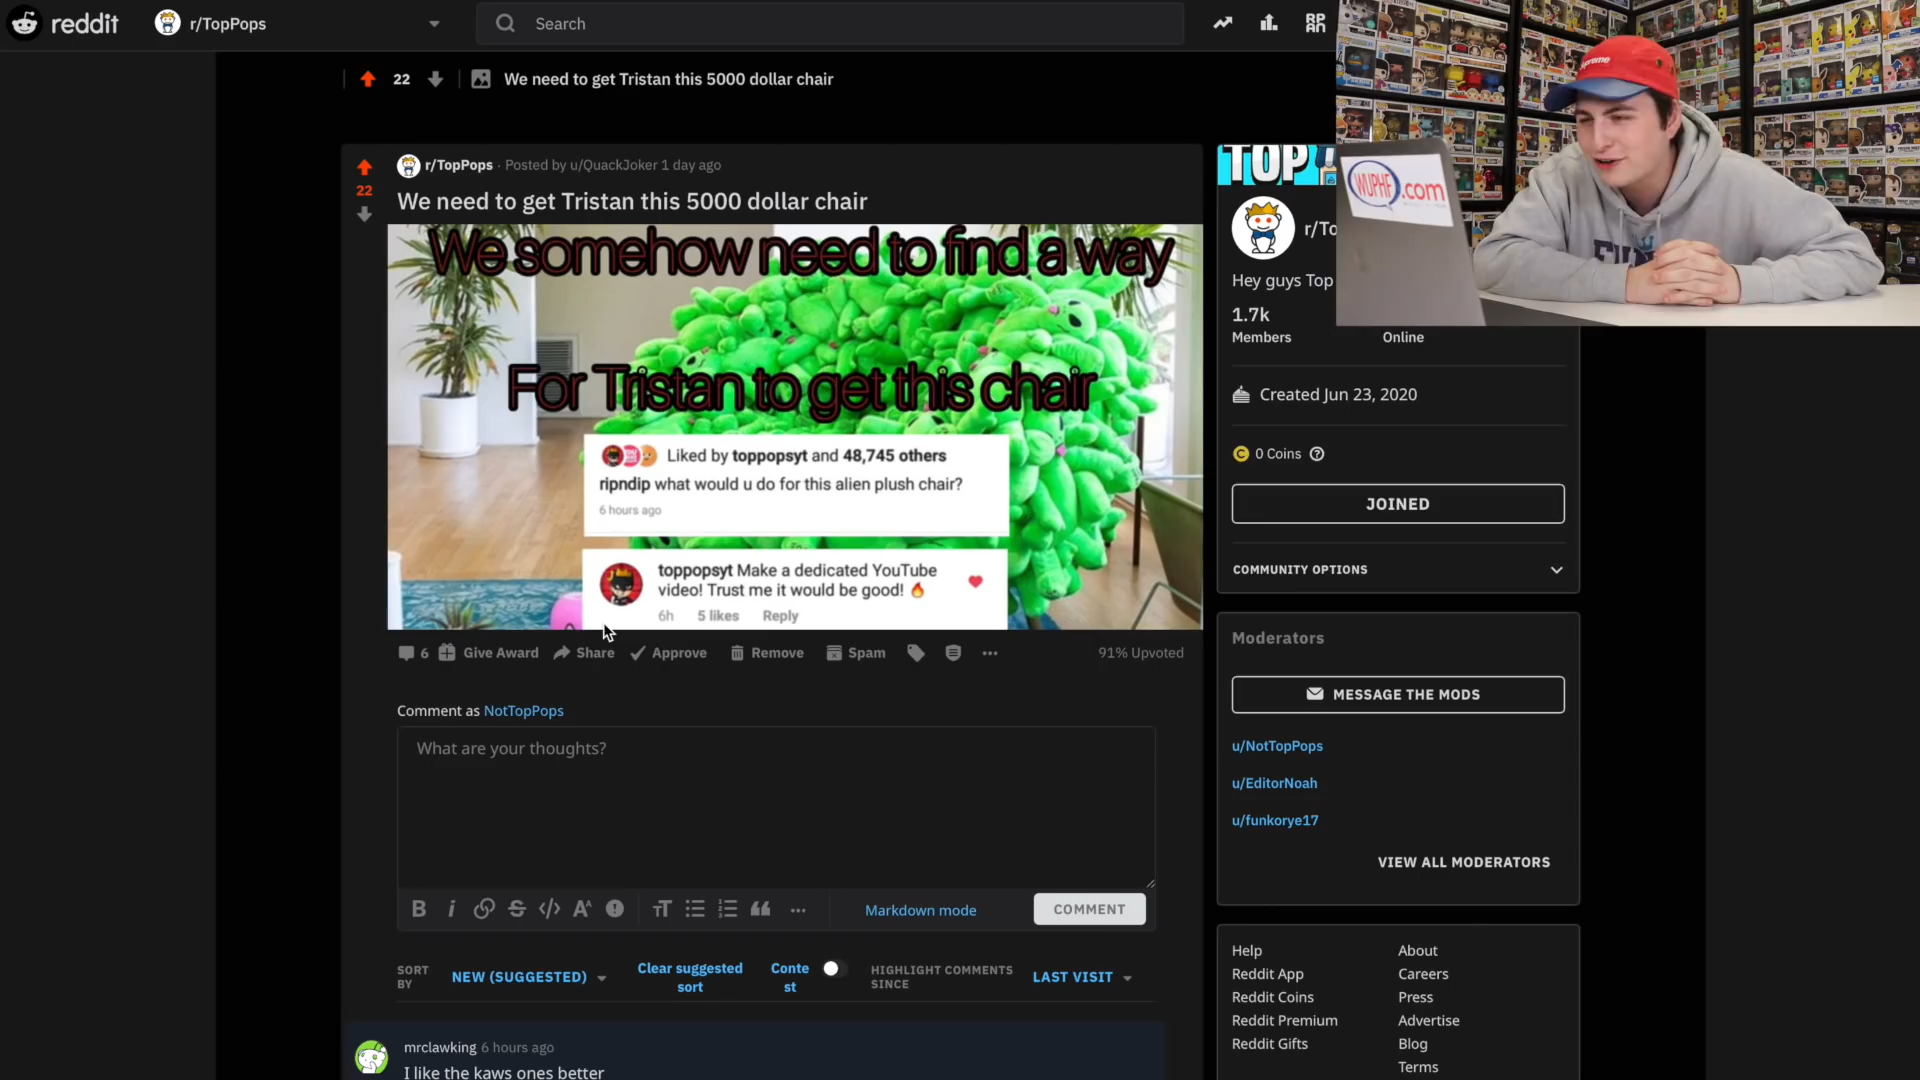 reddit
r/TopPops
Search
22
We need to get Tristan this 5000 dollar chair
r/TopPops · Posted by u/QuackJoker 1 day ago
22
We need to get Tristan this 5000 dollar chair
We somehow need to find a way
For Tristan to get this chair
Liked by toppopsyt and 48,745 others
ripndip what would u do for this alien plush chair?
6 hours ago
toppopsyt Make a dedicated YouTube
video! Trust me it would be good! 🔥
6h 5 likes Reply
6 Give Award Share Approve Remove Spam ... 91% Upvoted
Comment as NotTopPops
What are your thoughts?
B i S </> A ... Markdown mode COMMENT
SORT
BY
NEW (SUGGESTED)
Clear suggested
sort
Conte
st
HIGHLIGHT COMMENTS
SINCE
LAST VISIT
mrclawking 6 hours ago
I like the kaws ones better
Supreme
WUPHF.com
TOP
r/To
Hey guys Top
1.7k
Members
Online
Created Jun 23, 2020
0 Coins
JOINED
COMMUNITY OPTIONS
Moderators
MESSAGE THE MODS
u/NotTopPops
u/EditorNoah
u/funkorye17
VIEW ALL MODERATORS
Help About
Reddit App Careers
Reddit Coins Press
Reddit Premium Advertise
Reddit Gifts Blog
Terms